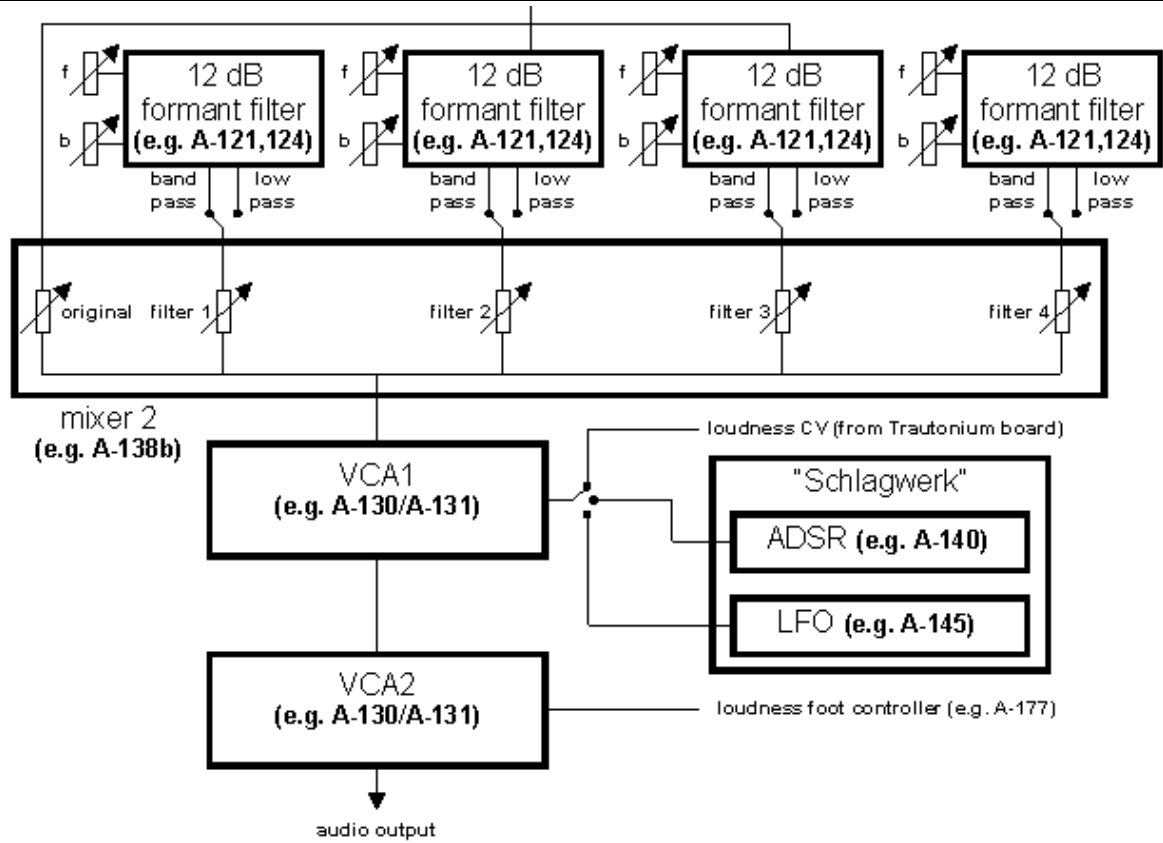 f
12 dB
formant filter
(e.g. A-121,124)
b
band pass
low pass
f
12 dB
formant filter
(e.g. A-121,124)
b
band pass
low pass
f
12 dB
formant filter
(e.g. A-121,124)
b
band pass
low pass
f
12 dB
formant filter
(e.g. A-121,124)
b
band pass
low pass
original
filter 1
filter 2
filter 3
filter 4
mixer 2
(e.g. A-138b)
loudness CV (from Trautonium board)
VCA1
(e.g. A-130/A-131)
"Schlagwerk"
ADSR (e.g. A-140)
LFO (e.g. A-145)
VCA2
(e.g. A-130/A-131)
loudness foot controller (e.g. A-177)
audio output